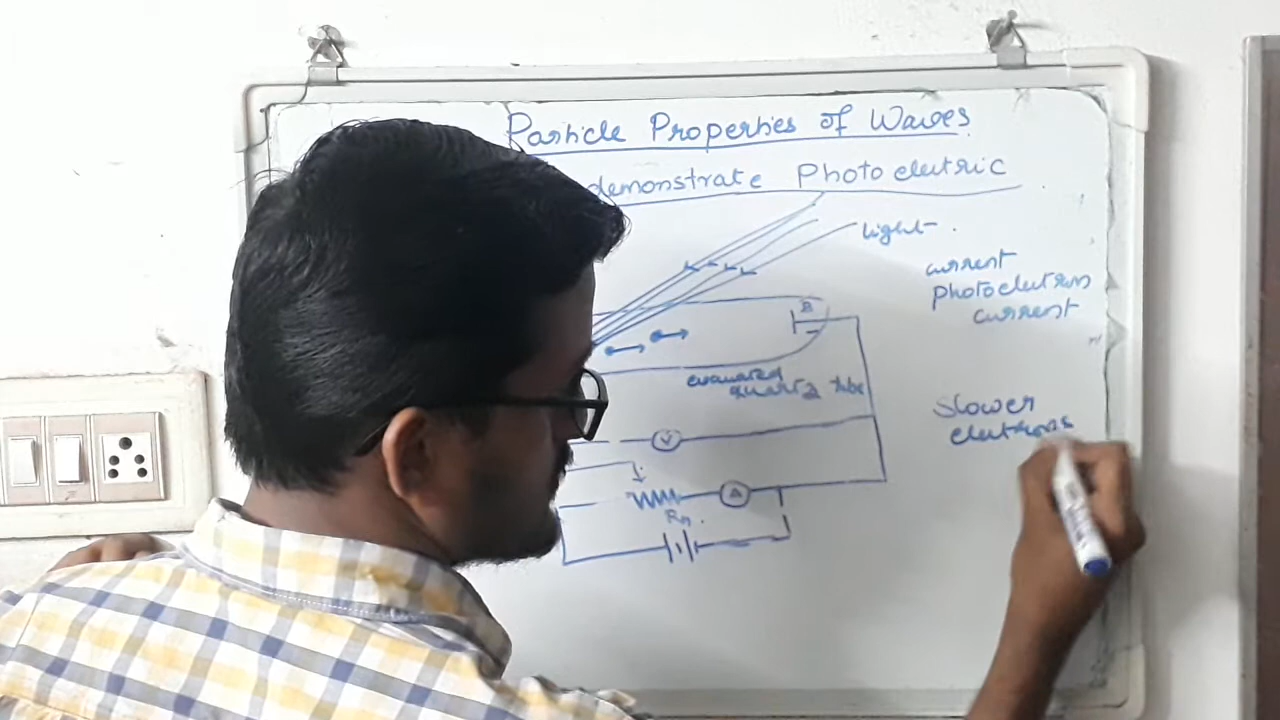 Particle Properties of Waves
demonstrate Photoelectric
light
current
photoelectron
current
B
evacuated
quartz tube
slower
electrons
V
A
Rh